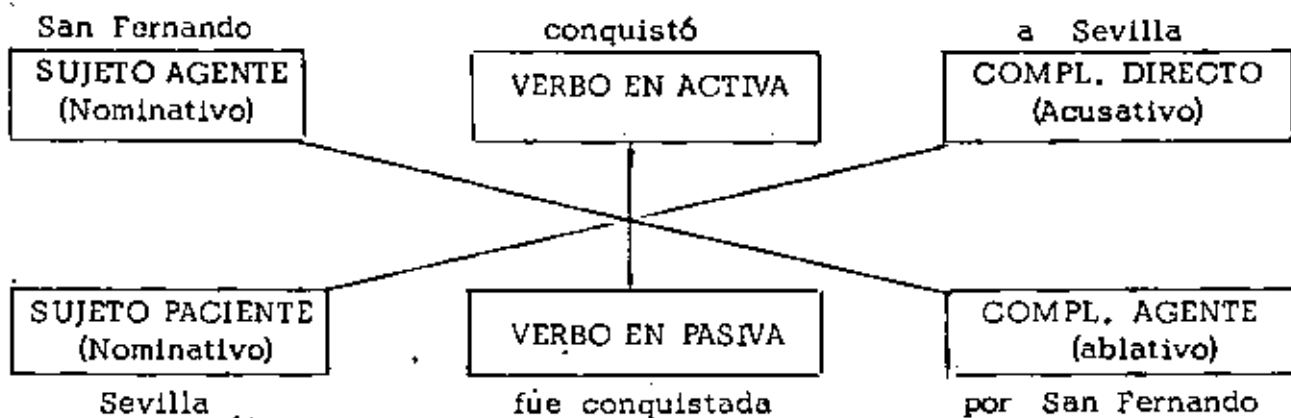 San Fernando conquistó a Sevilla
SUJETO AGENTE VERBO EN ACTIVA COMPL. DIRECTO
(Nominativo) (Acusativo)
SUJETO PACIENTE VERBO EN PASIVA COMPL. AGENTE
(Nominativo) (ablativo)
Sevilla fúe conquistada por San Fernando